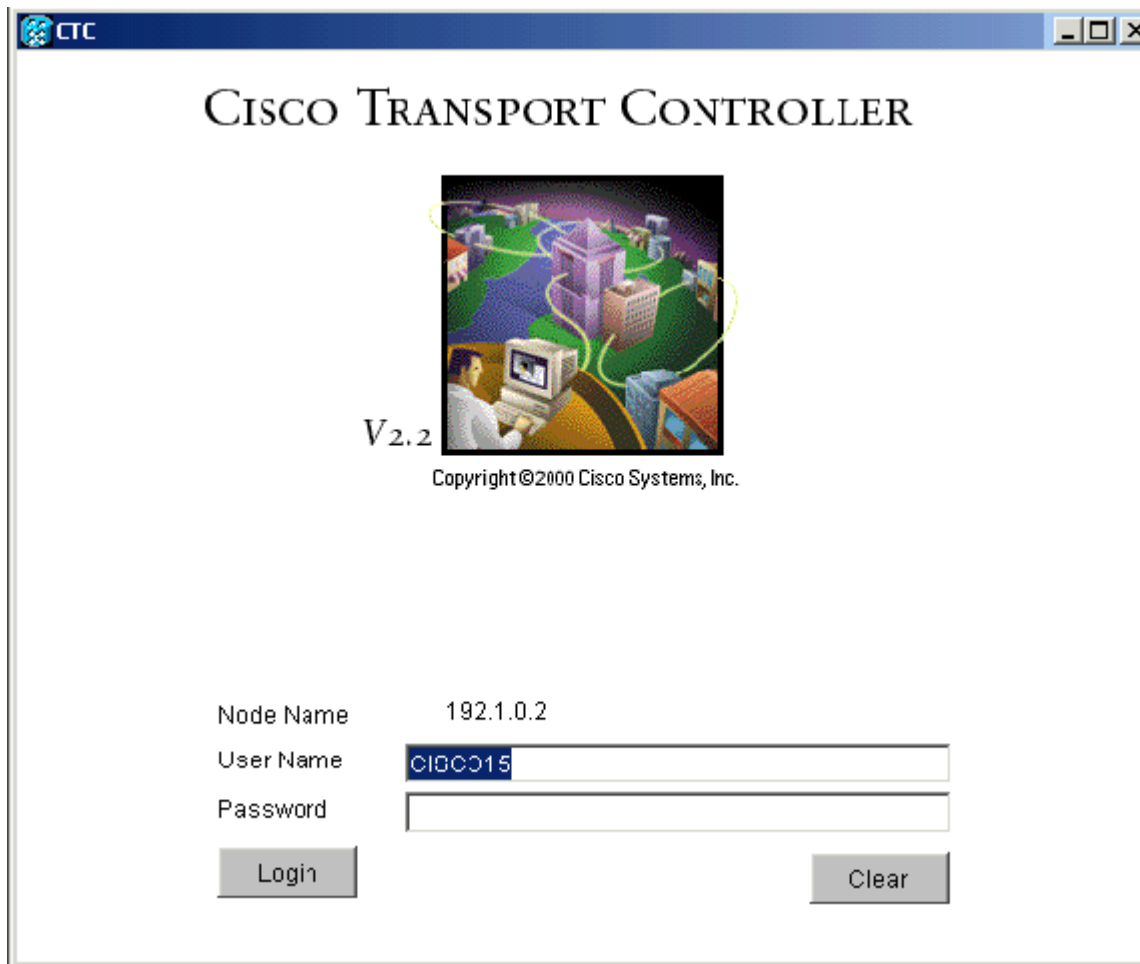 CTC
CISCO TRANSPORT CONTROLLER
V2.2
Copyright©2000 Cisco Systems, Inc.
Node Name 192.1.0.2
User Name CISCO15
Password
Login Clear